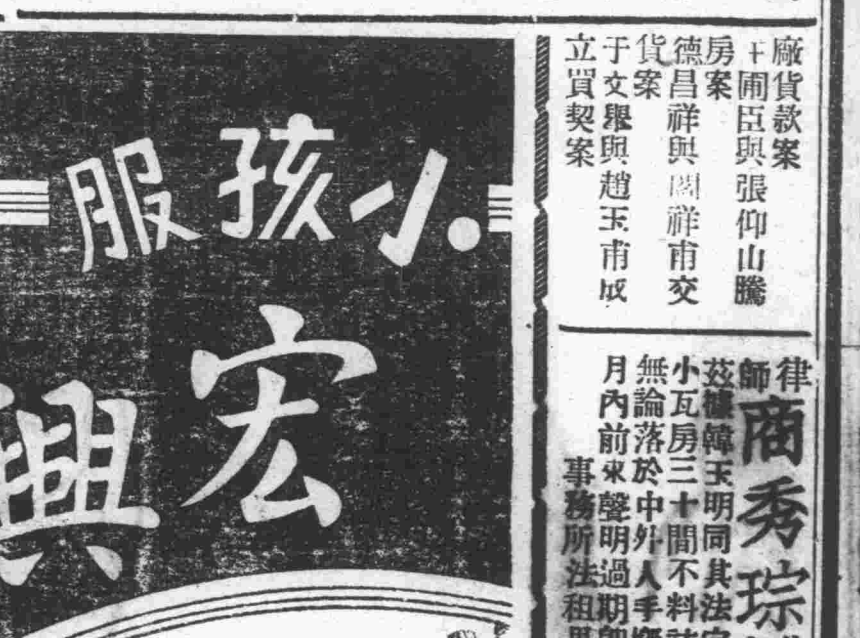 廠貨款案
王圃臣與張仰山騰
房案
德昌祥與閻祥甫交
貨案
于文舉與趙玉甫成
立買契案
律師商秀琮
茲據韓玉明同其法
小瓦房三十間不料
無論落於中外人手
月內前來聲明過期
事務所法租界
小孩服
宏興